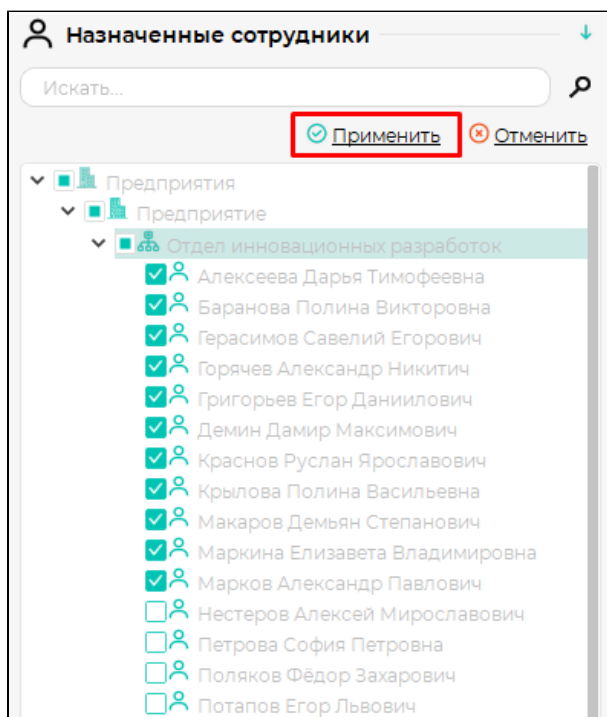 Назначенные сотрудники
Искать...
Применить Отменить
Предприятия
Предприятие
Отдел инновационных разработок
Алексеева Дарья Тимофеевна
Баранова Полина Викторовна
Герасимов Савелий Егорович
Горячев Александр Никитич
Григорьев Егор Даниилович
Демин Дамир Максимович
Краснов Руслан Ярославович
Крылова Полина Васильевна
Макаров Демьян Степанович
Маркина Елизавета Владимировна
Марков Александр Павлович
Нестеров Алексей Мирославович
Петрова София Петровна
Поляков Фёдор Захарович
Потапов Егор Львович